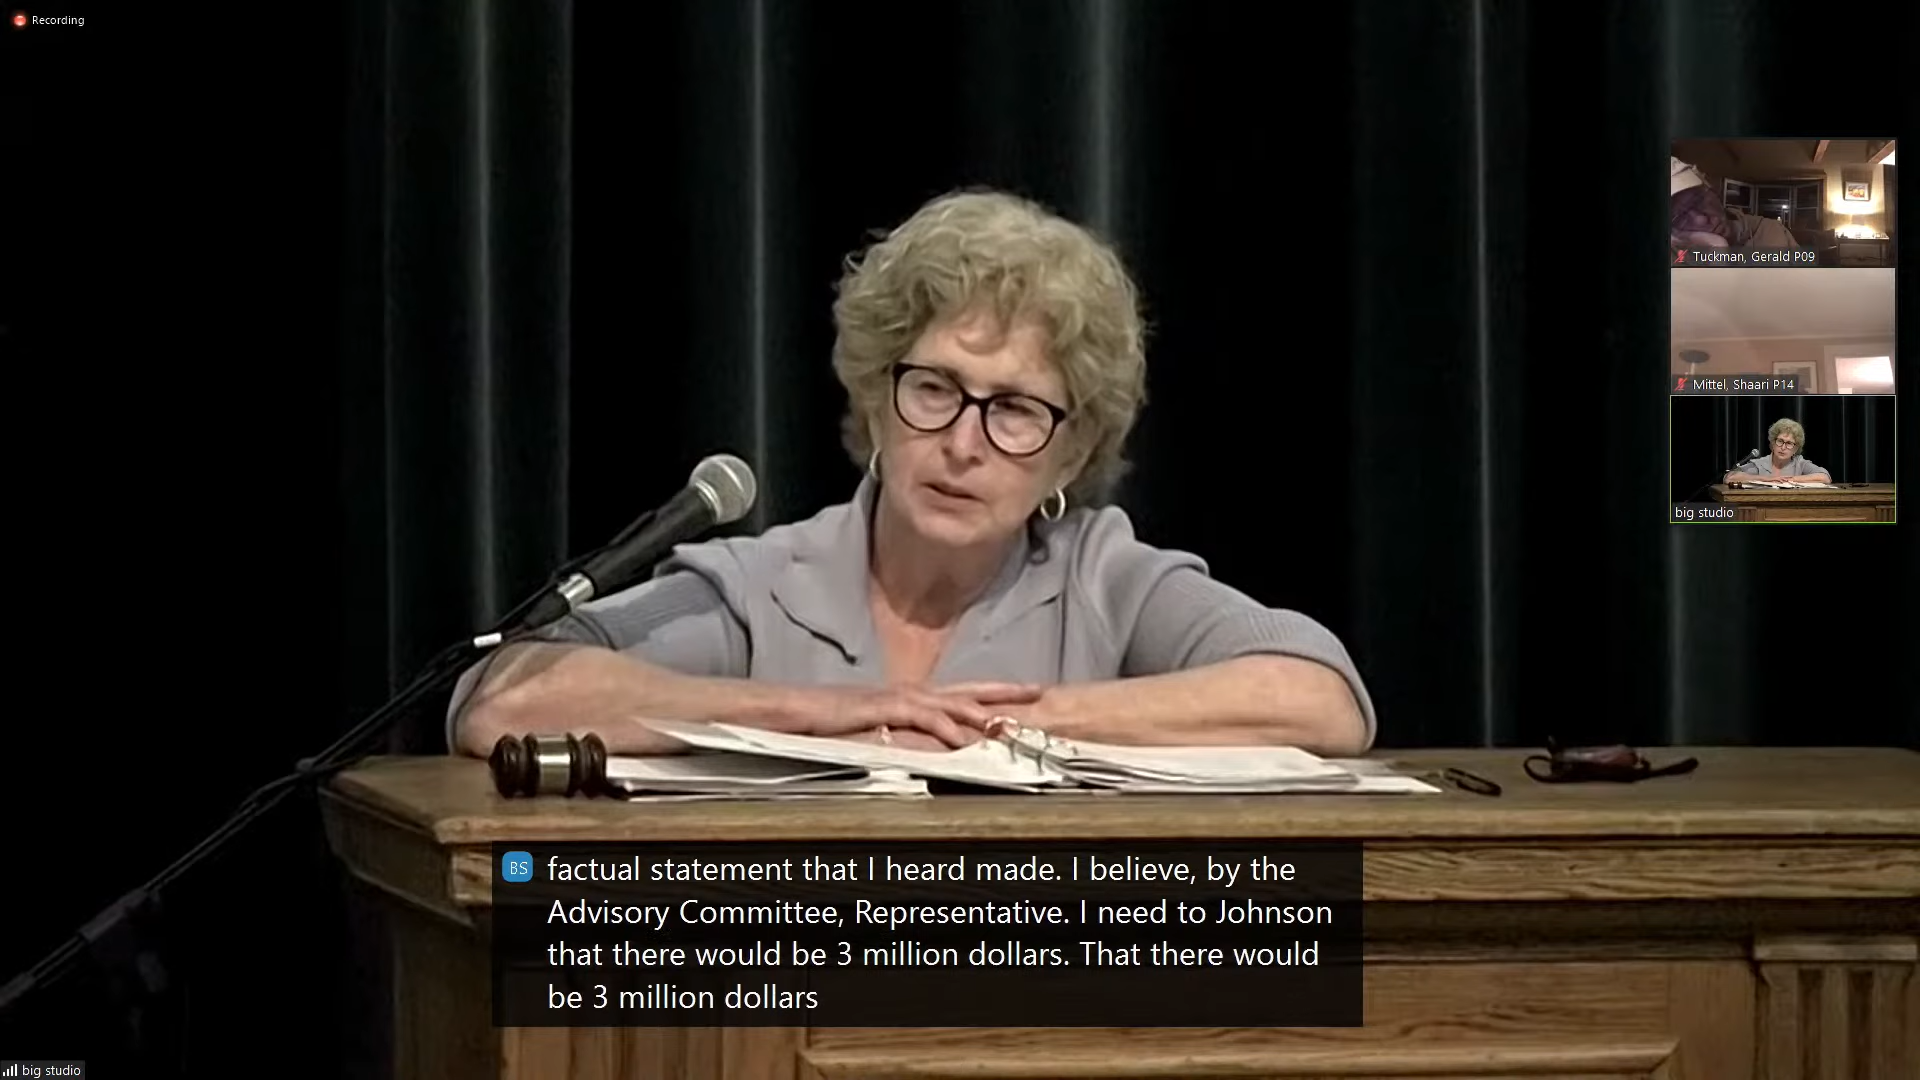 Recording
Tuckman, Gerald P09
Mittel, Shaari P14
big studio
BS
factual statement that I heard made. I believe, by the
Advisory Committee, Representative. I need to Johnson
that there would be 3 million dollars. That there would
be 3 million dollars
big studio